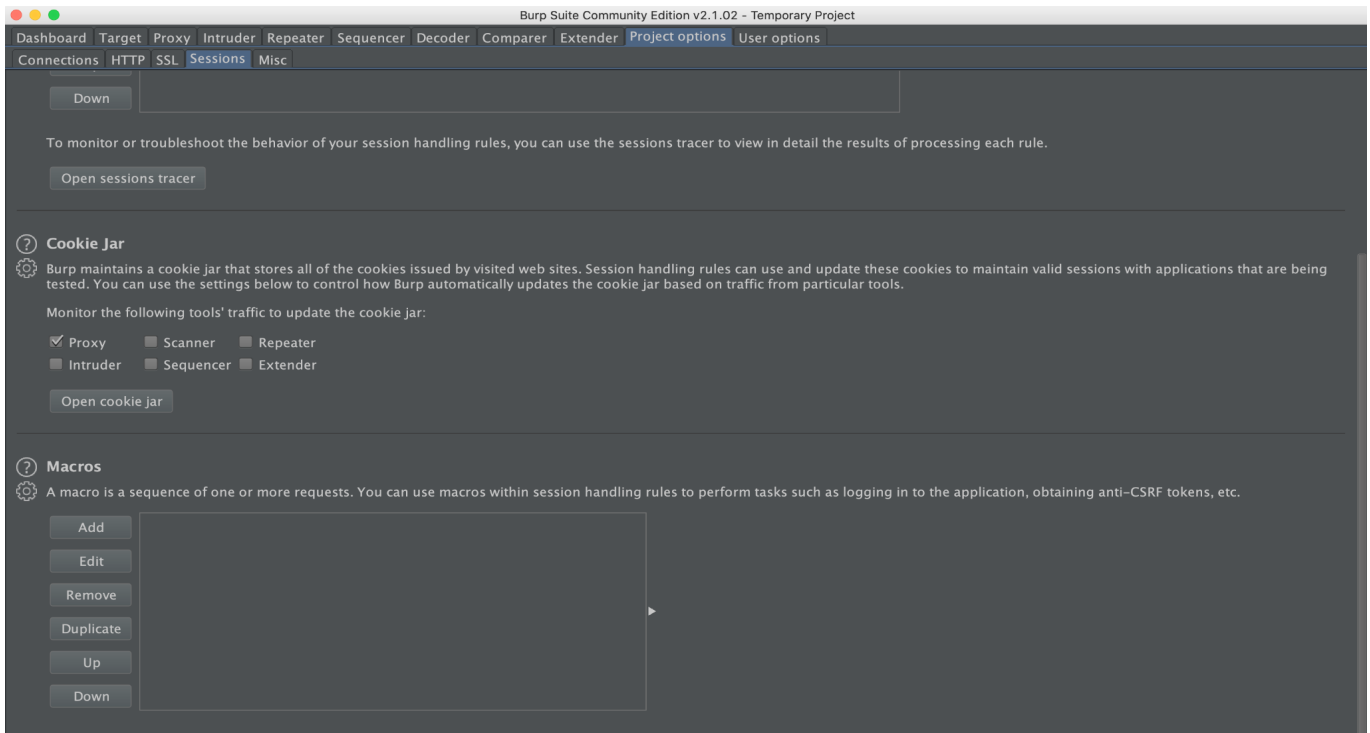 Burp Suite Community Edition v2.1.02 - Temporary Project
Dashboard Target Proxy Intruder Repeater Sequencer Decoder Comparer Extender Project options User options
Connections HTTP SSL Sessions Misc
Down
To monitor or troubleshoot the behavior of your session handling rules, you can use the sessions tracer to view in detail the results of processing each rule.
Open sessions tracer
? Cookie Jar
Burp maintains a cookie jar that stores all of the cookies issued by visited web sites. Session handling rules can use and update these cookies to maintain valid sessions with applications that are being
tested. You can use the settings below to control how Burp automatically updates the cookie jar based on traffic from particular tools.
Monitor the following tools' traffic to update the cookie jar:
Proxy Scanner Repeater
Intruder Sequencer Extender
Open cookie jar
? Macros
A macro is a sequence of one or more requests. You can use macros within session handling rules to perform tasks such as logging in to the application, obtaining anti-CSRF tokens, etc.
Add
Edit
Remove
Duplicate
Up
Down